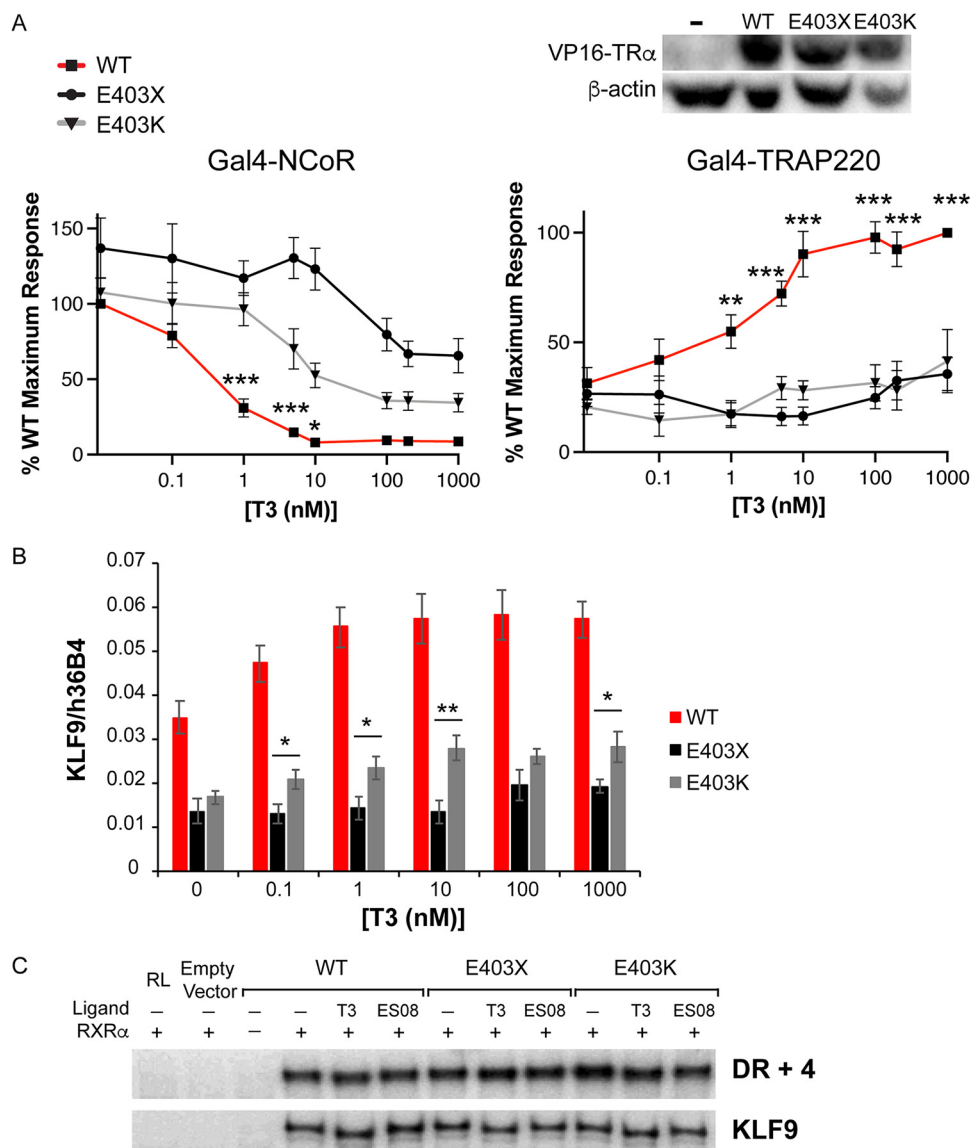 A
WT
E403X
E403K
- WT E403X E403K
VP16-TRα
β-actin
Gal4-NCoR
% WT Maximum Response
150
100
50
0
***
***
*
0.1 1 10 100 1000
[T3 (nM)]
Gal4-TRAP220
% WT Maximum Response
100
50
0
**
***
***
***
***
***
0.1 1 10 100 1000
[T3 (nM)]
B
KLF9/h36B4
0.07
0.06
0.05
0.04
0.03
0.02
0.01
0
*
*
**
*
0 0.1 1 10 100 1000
[T3 (nM)]
WT
E403X
E403K
C
RL Empty Vector WT E403X E403K
Ligand – – – – T3 ES08 – T3 ES08 – T3 ES08
RXRα + + – + + + + + + + + +
DR + 4
KLF9